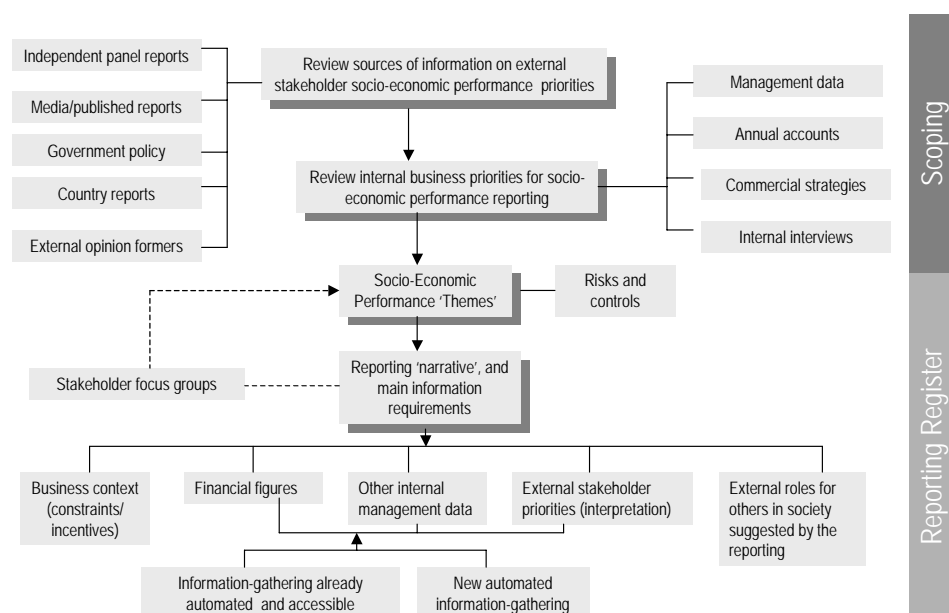 Independent panel reports
Media/published reports
Government policy
Country reports
External opinion formers
Review sources of information on external
stakeholder socio-economic performance priorities
Review internal business priorities for socio-
economic performance reporting
Management data
Annual accounts
Commercial strategies
Internal interviews
Scoping
Socio-Economic
Performance ‘Themes’
Risks and
controls
Stakeholder focus groups
Reporting ‘narrative’, and
main information
requirements
Reporting Register
Business context
(constraints/
incentives)
Financial figures
Other internal
management data
External stakeholder
priorities (interpretation)
External roles for
others in society
suggested by the
reporting
Information-gathering already
automated and accessible
New automated
information-gathering